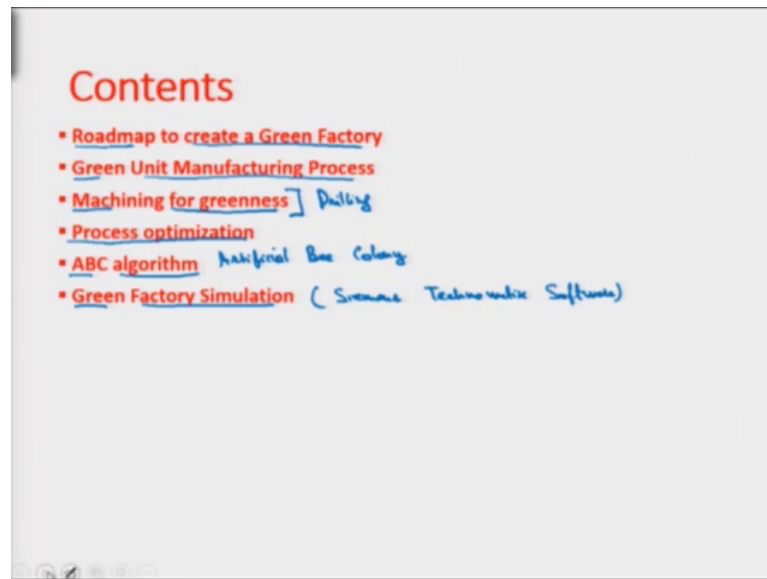 Contents
▪ Roadmap to create a Green Factory
▪ Green Unit Manufacturing Process
▪ Machining for greenness ] Drilling
▪ Process optimization
▪ ABC algorithm Artificial Bee Colony
▪ Green Factory Simulation ( Siemens Technomatix Software)